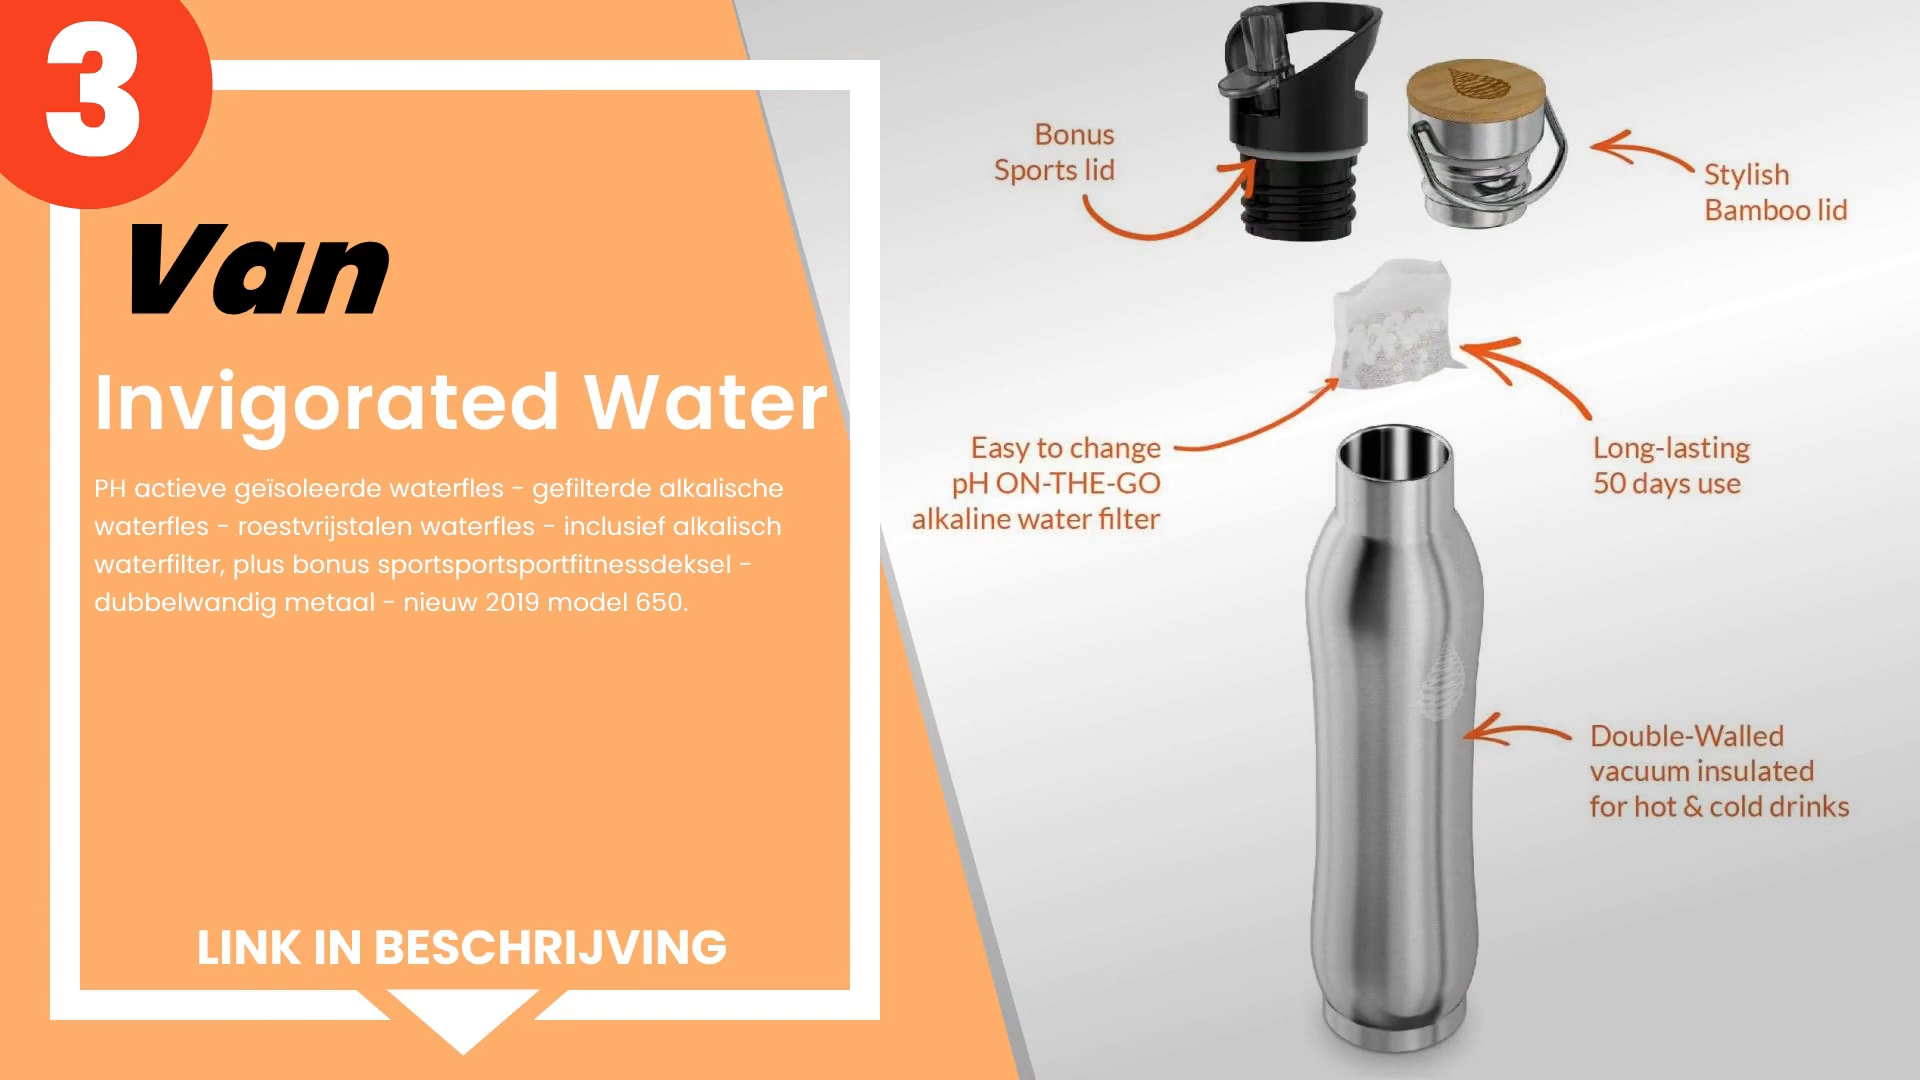 3
Van
Invigorated Water
PH actieve geïsoleerde waterfles - gefilterde alkalische
waterfles - roestvrijstalen waterfles - inclusief alkalisch
waterfilter, plus bonus sportsportsportfitnessdeksel -
dubbelwandig metaal - nieuw 2019 model 650.
LINK IN BESCHRIJVING
Bonus
Sports lid
Stylish
Bamboo lid
Easy to change
pH ON-THE-GO
alkaline water filter
Long-lasting
50 days use
Double-Walled
vacuum insulated
for hot & cold drinks